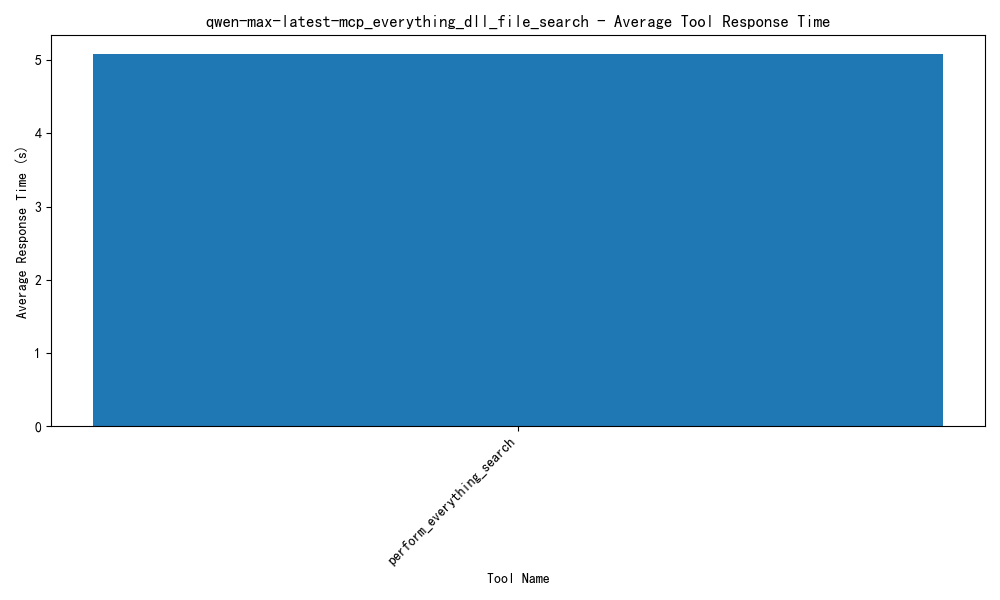 qwen-max-latest-mcp_everything_dll_file_search - Average Tool Response Time
Average Response Time (s)
5
4
3
2
1
0
perform_everything_search
Tool Name